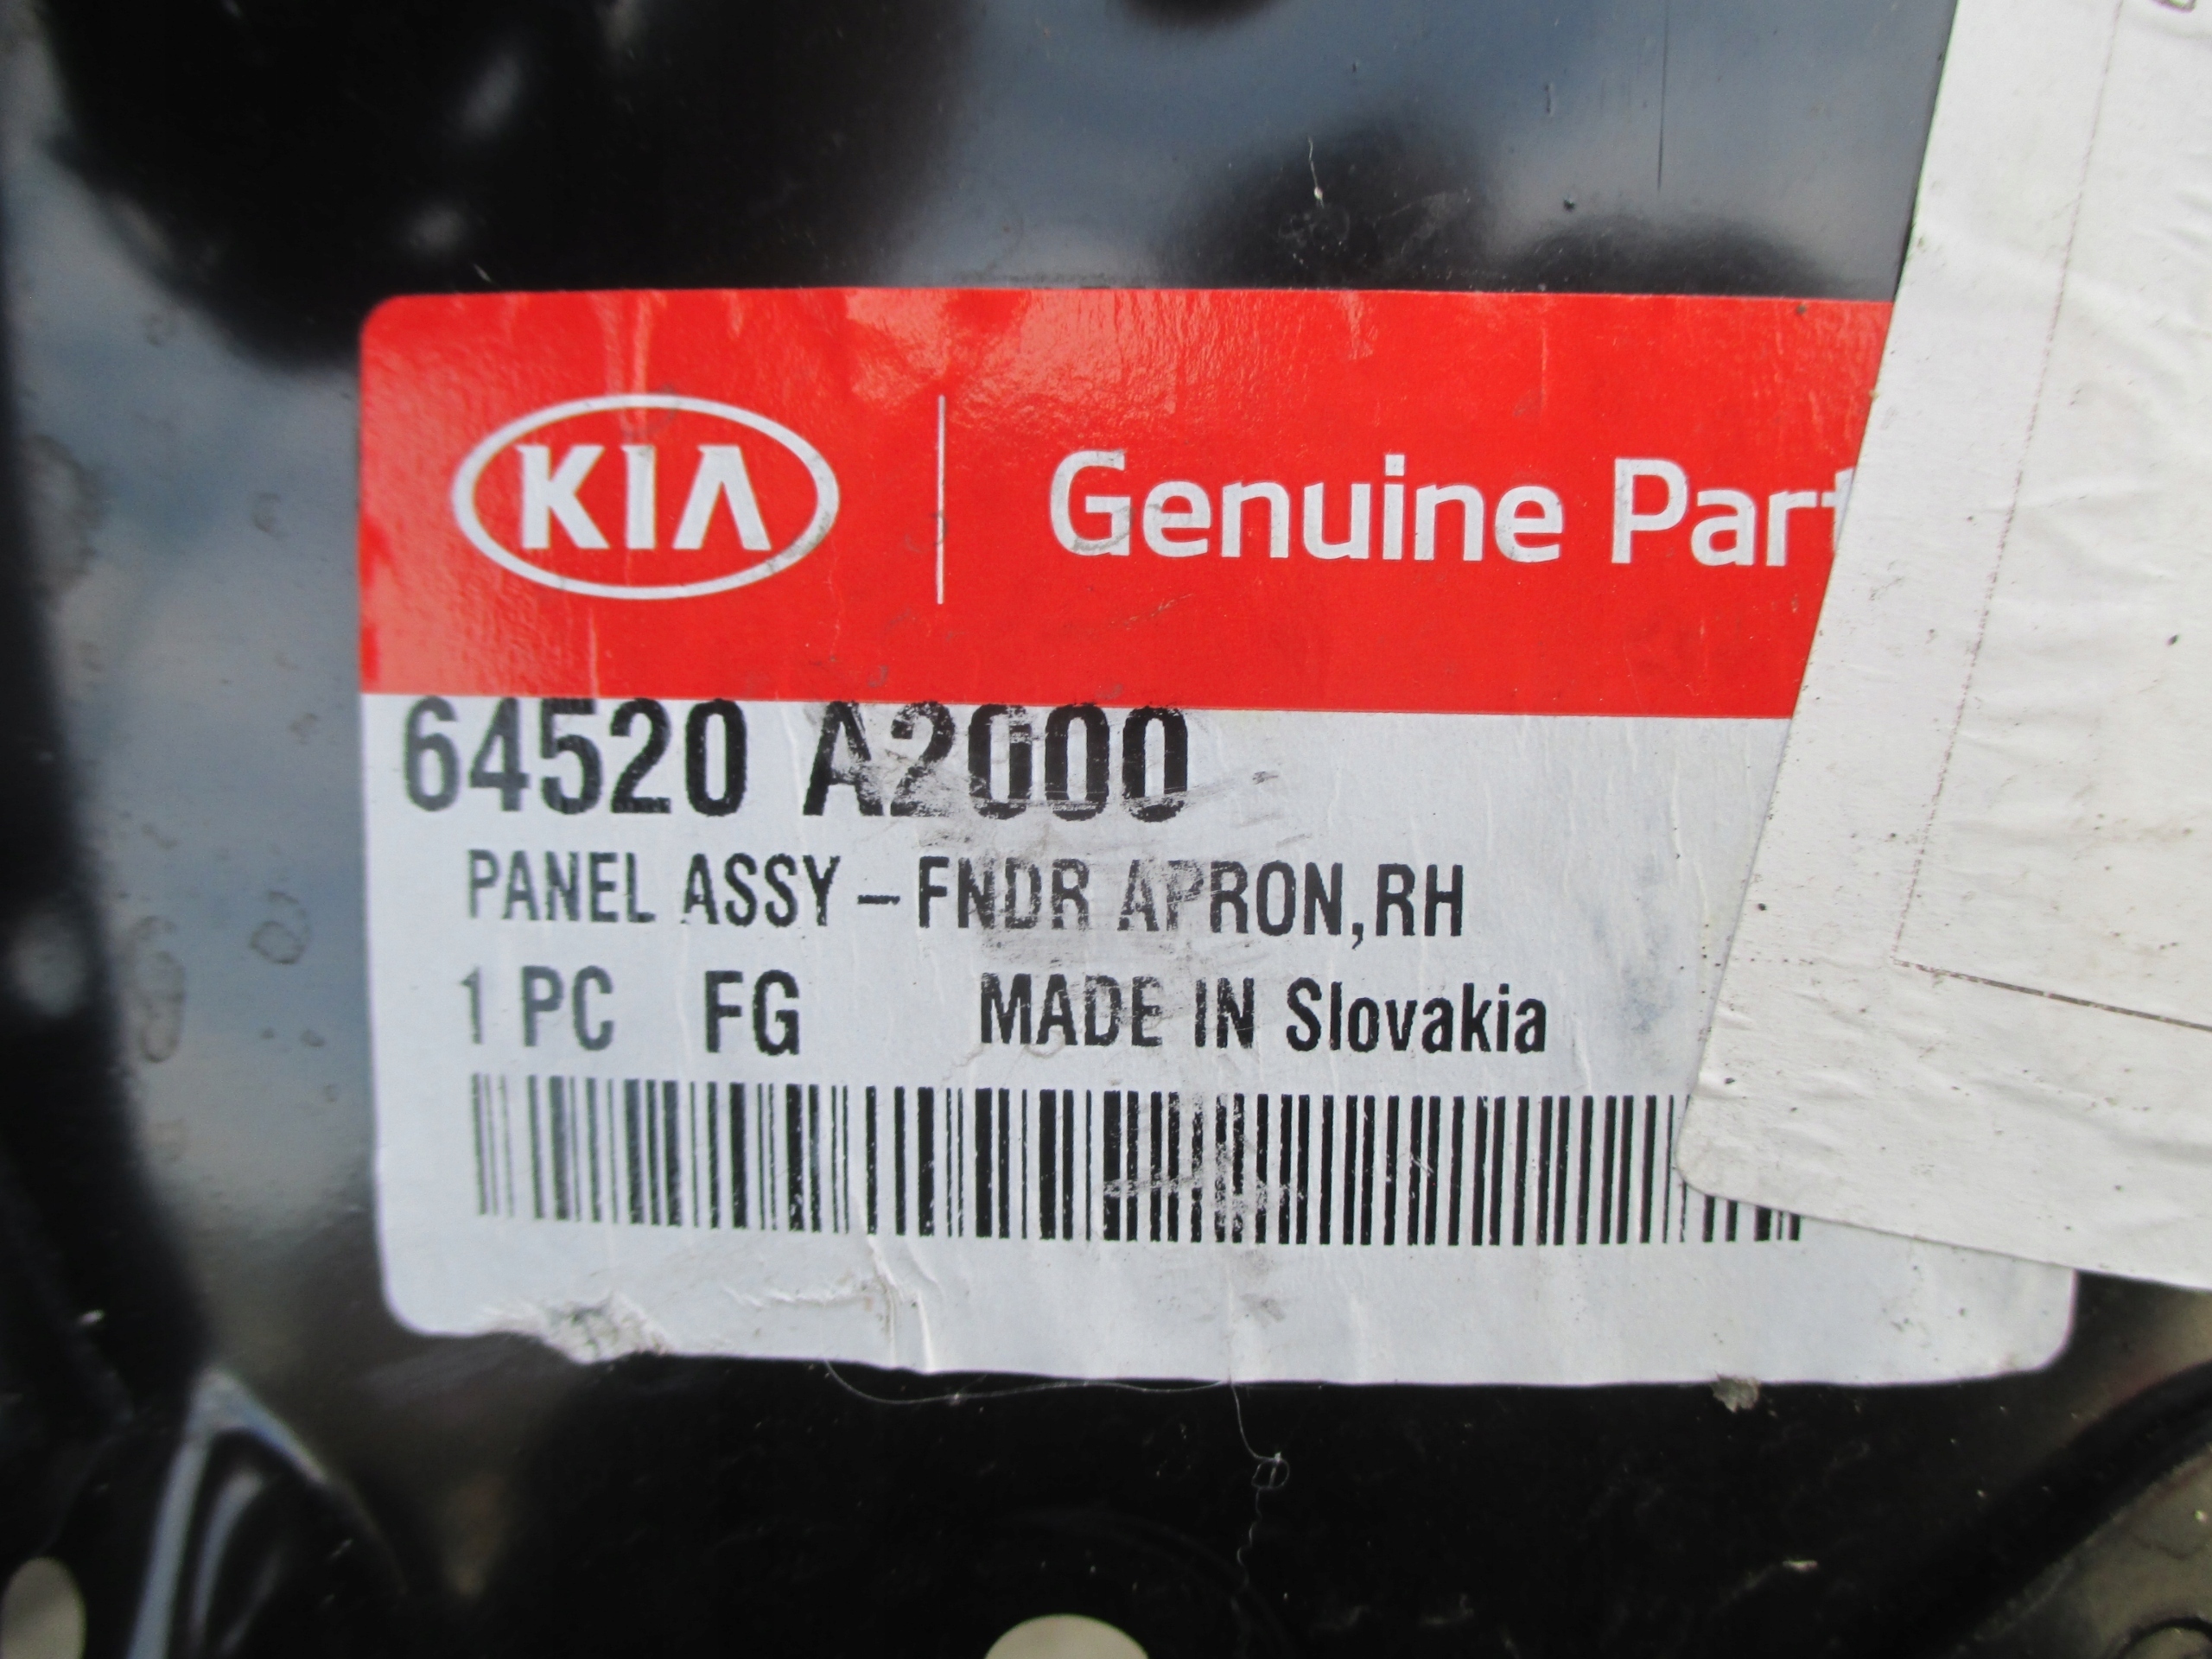 KIA Genuine Part
64520 A2000
PANEL ASSY-FNDR APRON,RH
1 PC FG MADE IN Slovakia